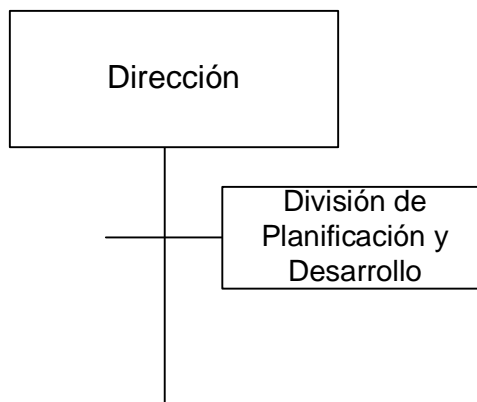 Dirección
División de
Planificación y
Desarrollo